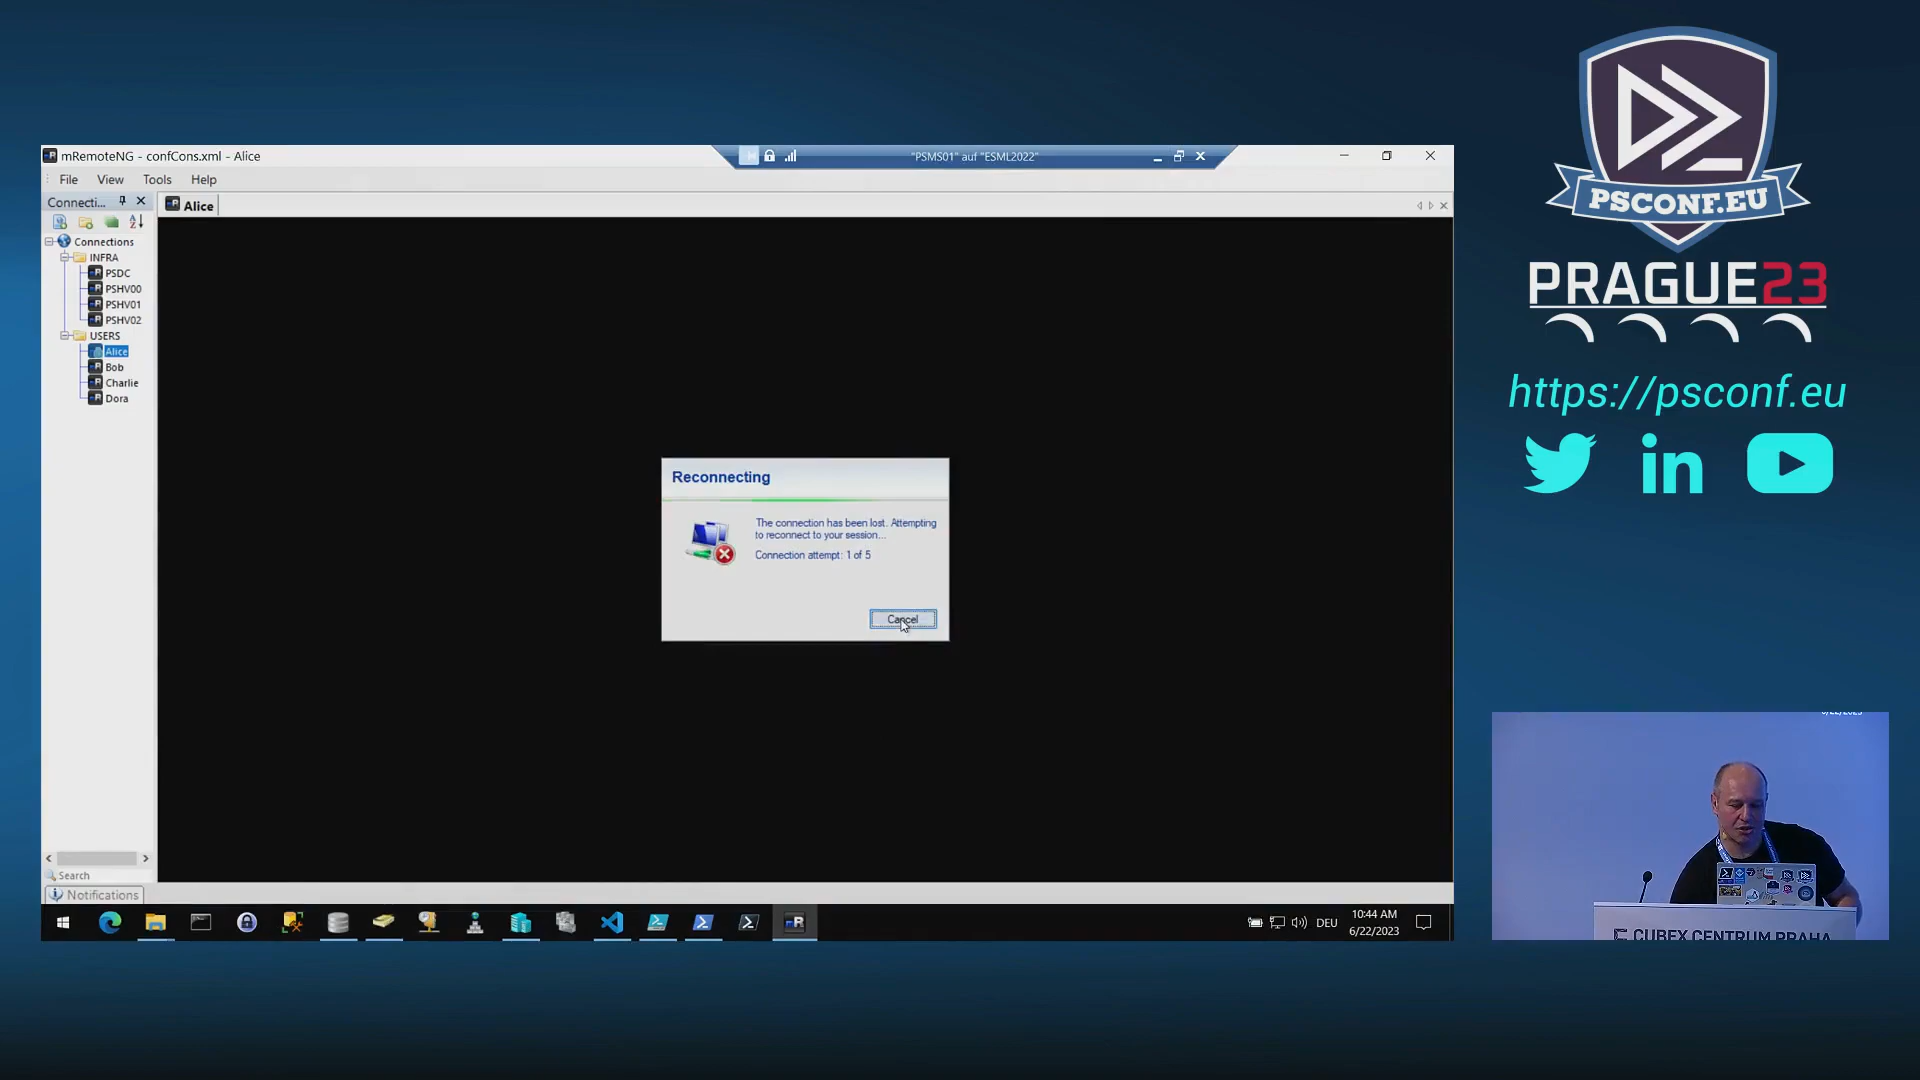 mRemoteNG - confCons.xml - Alice
"PSMS01" auf "ESML2022"
File View Tools Help
Connecti...
Alice
Connections
INFRA
PSDC
PSHV00
PSHV01
PSHV02
USERS
Alice
Bob
Charlie
Dora
Reconnecting
The connection has been lost. Attempting
to reconnect to your session...
Connection attempt: 1 of 5
Cancel
Search
Notifications
DEU
10:44 AM
6/22/2023
PSCONF.EU
PRAGUE23
https://psconf.eu
in
CUBEX CENTRUM PRAHA